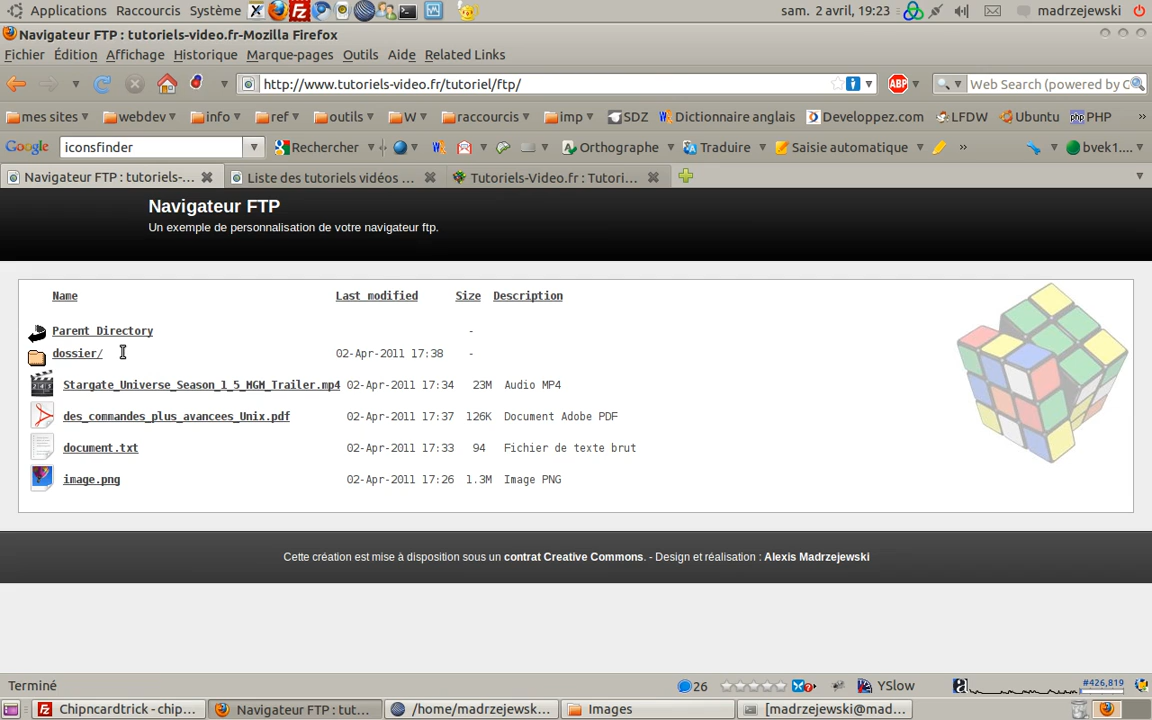 Applications Raccourcis Système sam. 2 avril, 19:23 madrzejewski
Navigateur FTP : tutoriels-video.fr-Mozilla Firefox
Fichier Édition Affichage Historique Marque-pages Outils Aide Related Links
http://www.tutoriels-video.fr/tutoriel/ftp/ ABP Web Search (powered by G
mes sites webdev info ref outils W raccourcis imp SDZ Dictionnaire anglais Developpez.com LFDW Ubuntu php PHP »
Google iconsfinder Rechercher Orthographe Traduire Saisie automatique » bvek1....
Navigateur FTP : tutoriels-... Liste des tutoriels vidéos ... Tutoriels-Video.fr : Tutori...
Navigateur FTP
Un exemple de personnalisation de votre navigateur ftp.
Name Last modified Size Description
Parent Directory -
dossier/ 02-Apr-2011 17:38 -
Stargate_Universe_Season_1_5_MGM_Trailer.mp4 02-Apr-2011 17:34 23M Audio MP4
des_commandes_plus_avancees_Unix.pdf 02-Apr-2011 17:37 126K Document Adobe PDF
document.txt 02-Apr-2011 17:33 94 Fichier de texte brut
image.png 02-Apr-2011 17:26 1.3M Image PNG
Cette création est mise à disposition sous un contrat Creative Commons. - Design et réalisation : Alexis Madrzejewski
Terminé 26 YSlow #426,819
Chipncardtrick - chip... Navigateur FTP : tut... /home/madrzejewsk... Images [madrzejewski@mad...